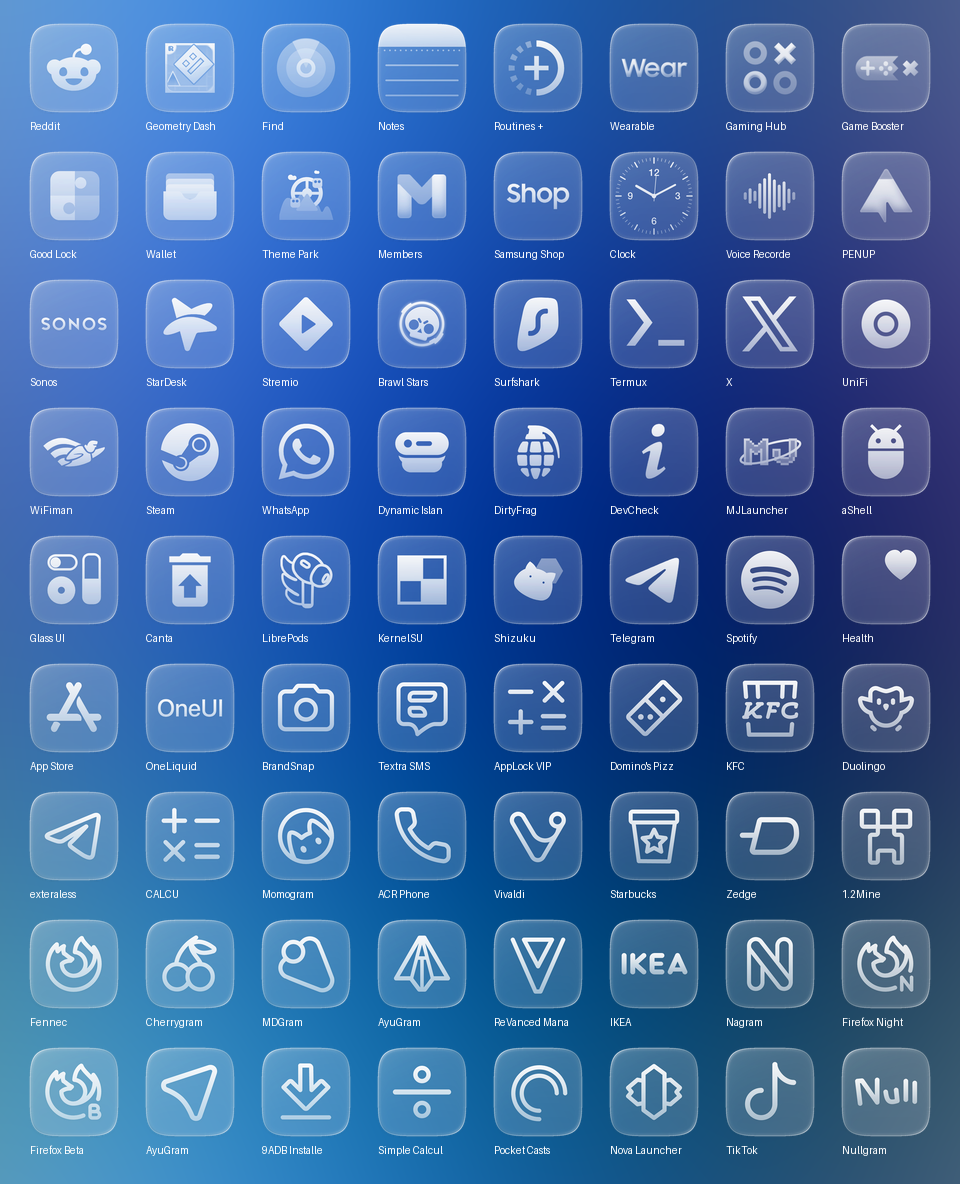 Wear
Reddit Geometry Dash Find Notes Routines + Wearable Gaming Hub Game Booster
Shop 12 9 3 6
Good Lock Wallet Theme Park Members Samsung Shop Clock Voice Recorde PENUP
SONOS
Sonos StarDesk Stremio Brawl Stars Surfshark Termux X UniFi
MJ
WiFiman Steam WhatsApp Dynamic Islan DirtyFrag DevCheck MJLauncher aShell
Glass UI Canta LibrePods KernelSU Shizuku Telegram Spotify Health
OneUI KFC
App Store OneLiquid BrandSnap Textra SMS AppLock VIP Domino's Pizz KFC Duolingo
exteraless CALCU Momogram ACR Phone Vivaldi Starbucks Zedge 1.2Mine
IKEA N
Fennec Cherrygram MDGram AyuGram ReVanced Mana IKEA Nagram Firefox Night
B Null
Firefox Beta AyuGram 9ADB Installe Simple Calcul Pocket Casts Nova Launcher TikTok Nullgram